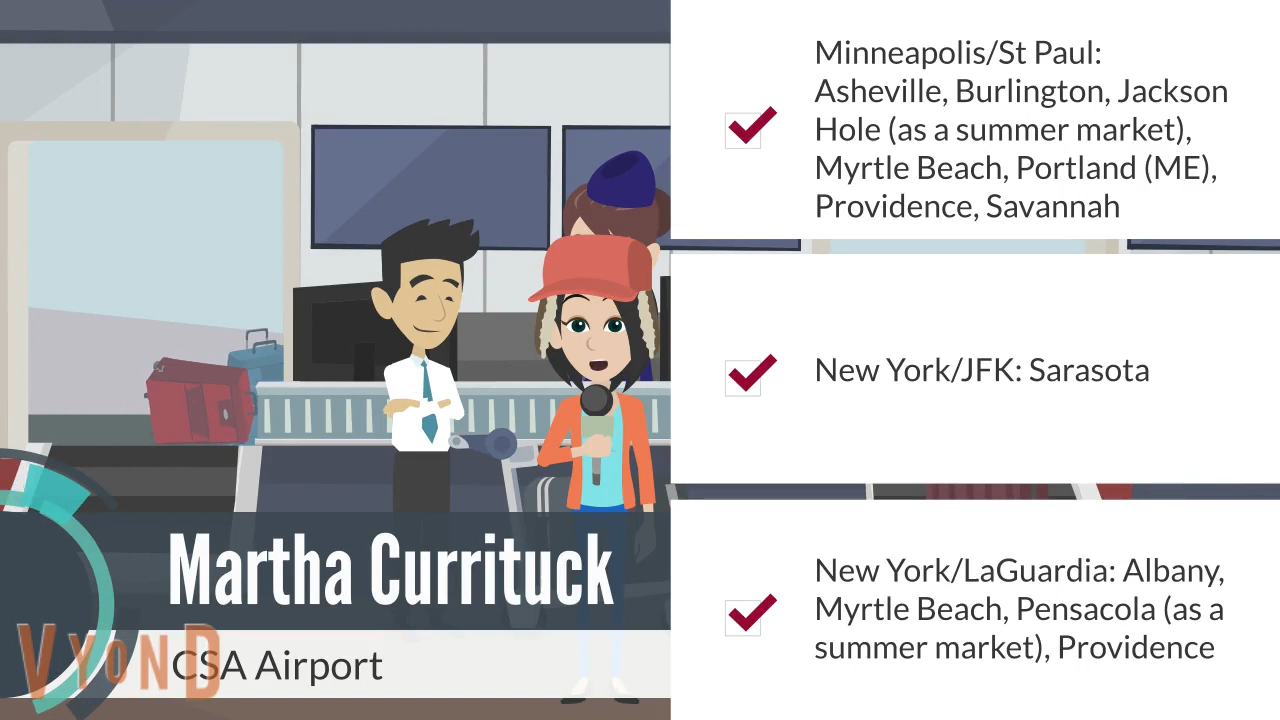 Minneapolis/St Paul:
Asheville, Burlington, Jackson
Hole (as a summer market),
Myrtle Beach, Portland (ME),
Providence, Savannah
New York/JFK: Sarasota
New York/LaGuardia: Albany,
Myrtle Beach, Pensacola (as a
summer market), Providence
Martha Currituck
CSA Airport
VYOND